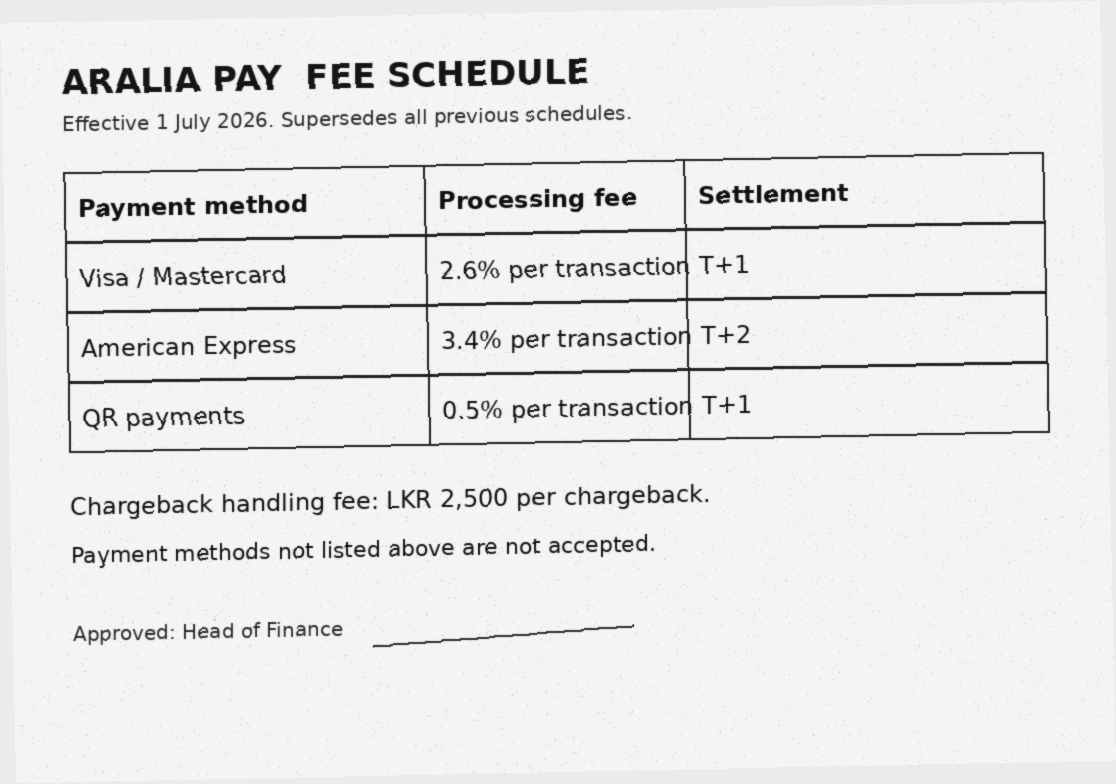 ARALIA PAY FEE SCHEDULE
Effective 1 July 2026. Supersedes all previous schedules.
Payment method Processing fee Settlement
Visa / Mastercard 2.6% per transaction T+1
American Express 3.4% per transaction T+2
QR payments 0.5% per transaction T+1
Chargeback handling fee: LKR 2,500 per chargeback.
Payment methods not listed above are not accepted.
Approved: Head of Finance